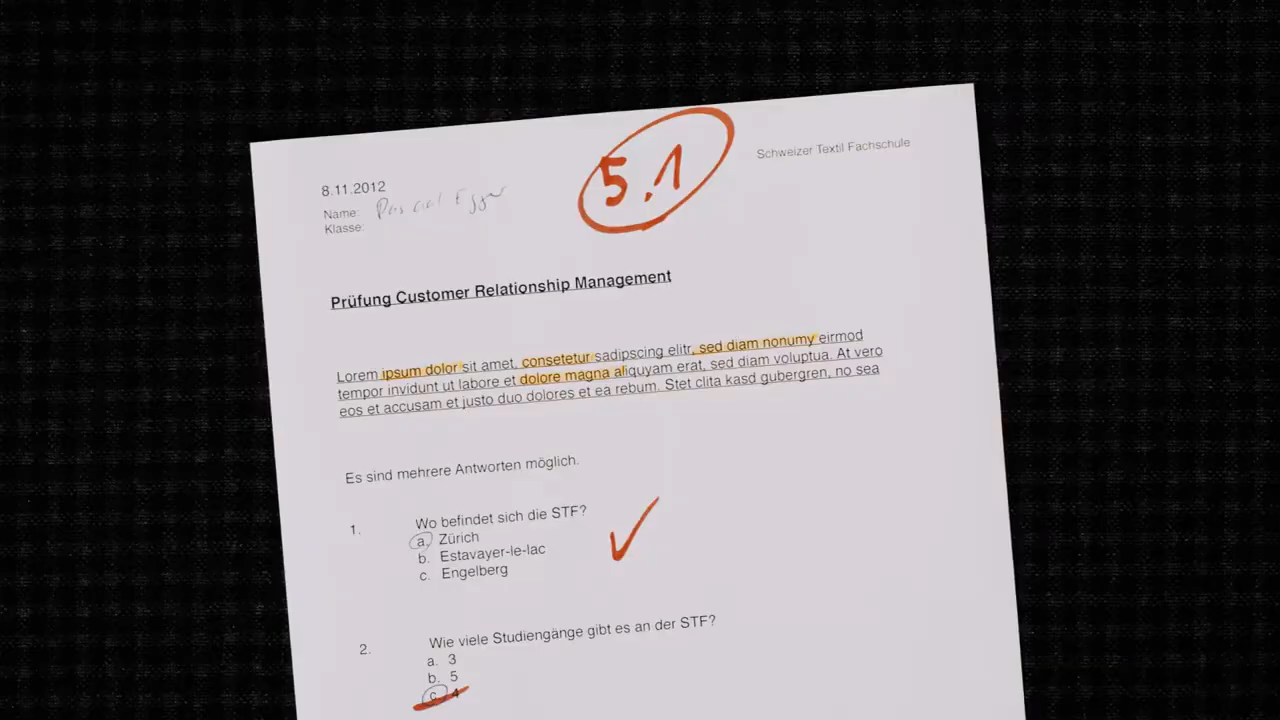 5.1
Schweizer Textil Fachschule
8.11.2012
Name: Pascal Egger
Klasse:
Prüfung Customer Relationship Management
Lorem ipsum dolor sit amet, consetetur sadipscing elitr, sed diam nonumy eirmod
tempor invidunt ut labore et dolore magna aliquyam erat, sed diam voluptua. At vero
eos et accusam et justo duo dolores et ea rebum. Stet clita kasd gubergren, no sea
Es sind mehrere Antworten möglich.
1. Wo befindet sich die STF?
a. Zürich
b. Estavayer-le-lac
c. Engelberg
2. Wie viele Studiengänge gibt es an der STF?
a. 3
b. 5
c. 4